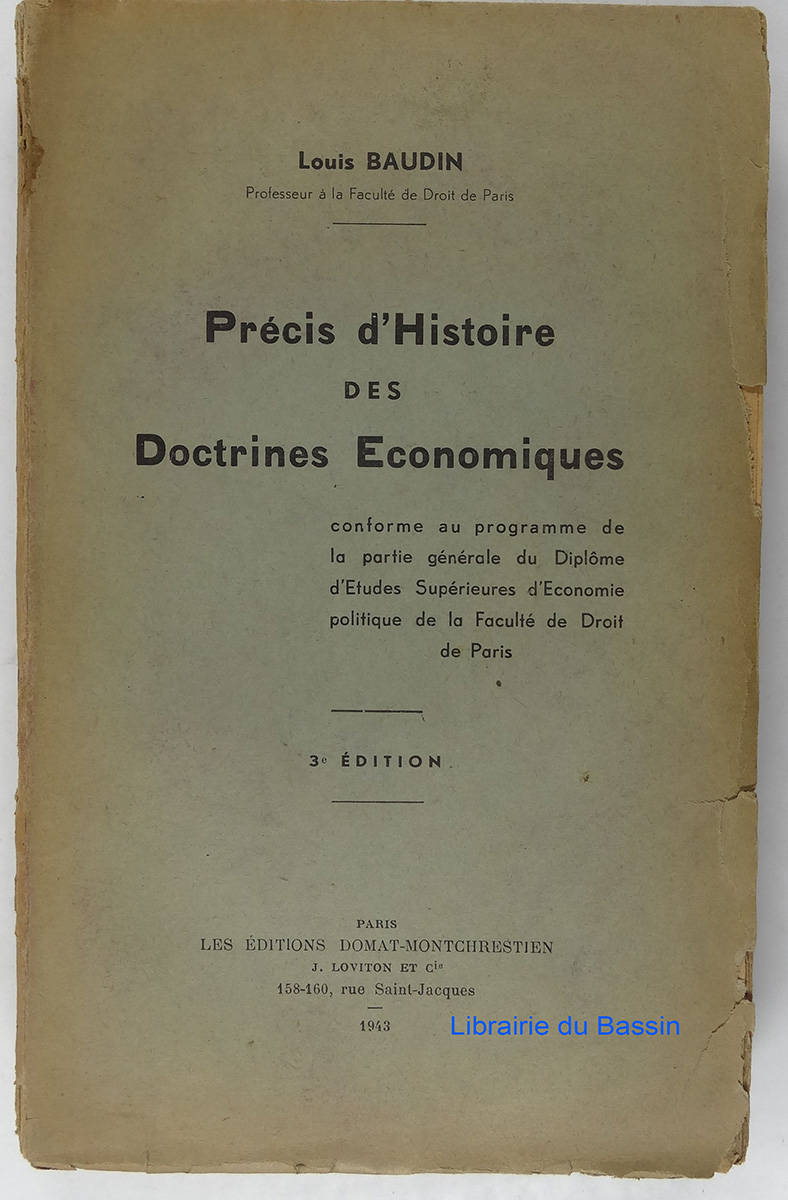 Louis BAUDIN
Professeur à la Faculté de Droit de Paris
Précis d'Histoire
DES
Doctrines Economiques
conforme au programme de
la partie générale du Diplôme
d'Etudes Supérieures d'Economie
politique de la Faculté de Droit
de Paris
3e ÉDITION
PARIS
LES ÉDITIONS DOMAT-MONTCHRESTIEN
J. LOVITON ET Cie
158-160, rue Saint-Jacques
1943
Librairie du Bassin